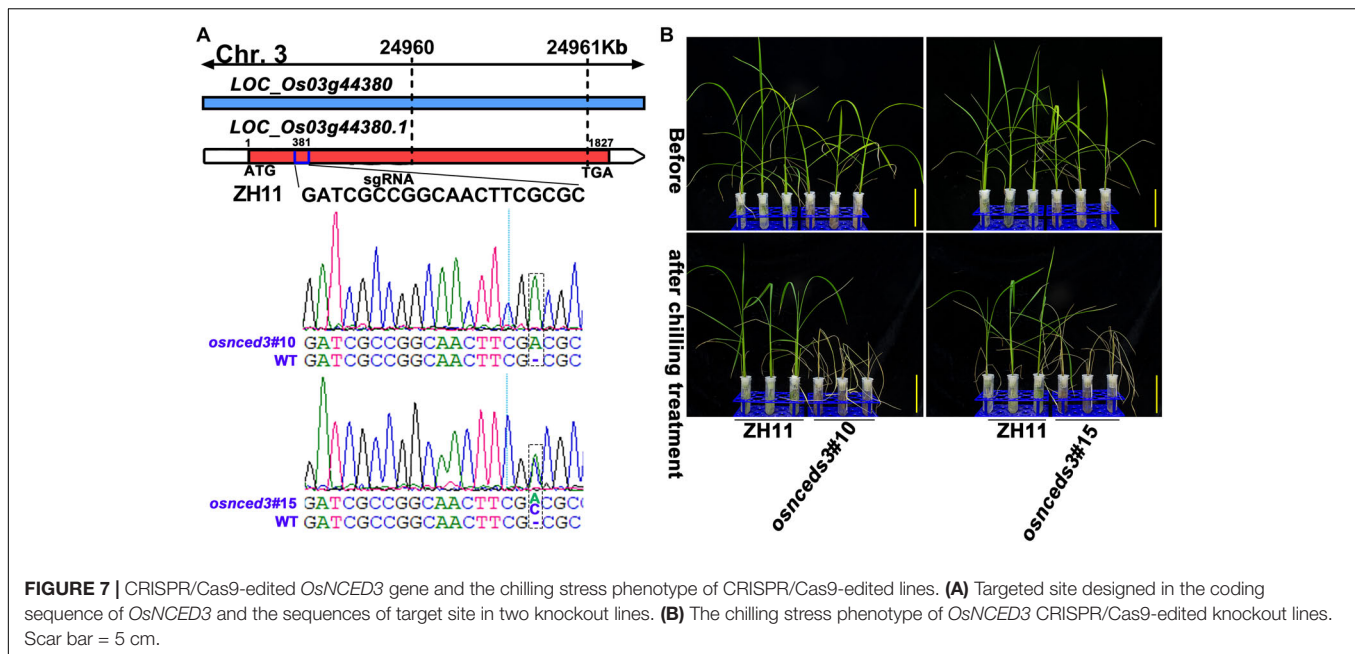 A
Chr. 3
24960
24961Kb
LOC_Os03g44380
LOC_Os03g44380.1
1
381
1827
ATG
TGA
sgRNA
ZH11 GATCGCCGGCAACTTCGCGC
osnced3#10 GATCGCCGGCAACTTCGACGC
WT GATCGCCGGCAACTTCG-CGC
osnced3#15 GATCGCCGGCAACTTCG A/C CGC
WT GATCGCCGGCAACTTCG-CGC
B
Before
after chilling treatment
ZH11
osnceds3#10
ZH11
osnceds3#15
FIGURE 7 | CRISPR/Cas9-edited OsNCED3 gene and the chilling stress phenotype of CRISPR/Cas9-edited lines. (A) Targeted site designed in the coding
sequence of OsNCED3 and the sequences of target site in two knockout lines. (B) The chilling stress phenotype of OsNCED3 CRISPR/Cas9-edited knockout lines.
Scar bar = 5 cm.